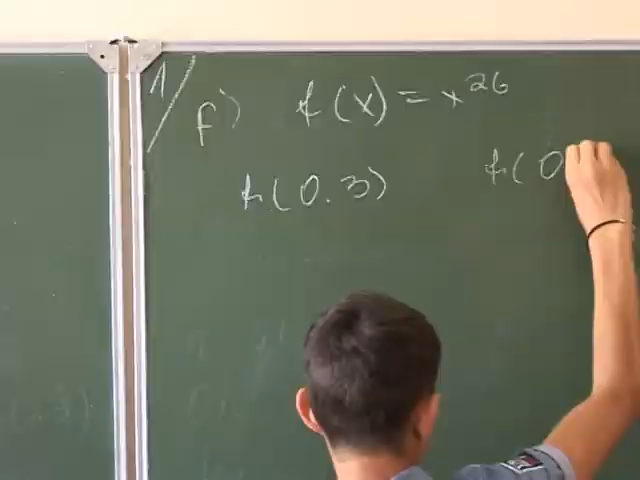 1/
f) f(x) = x^26
f(0.3) f(0